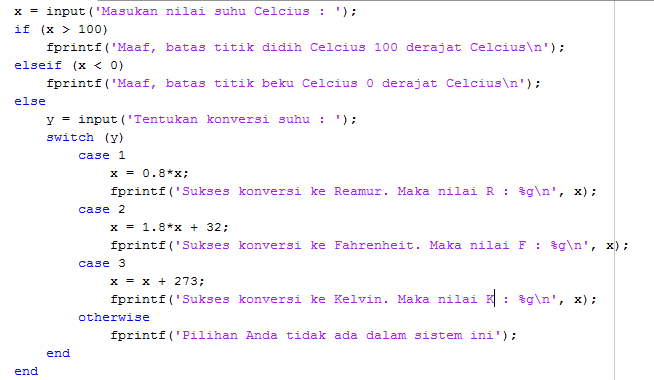 x = input('Masukan nilai suhu Celcius : ');
if (x > 100)
    fprintf('Maaf, batas titik didih Celcius 100 derajat Celcius\n');
elseif (x < 0)
    fprintf('Maaf, batas titik beku Celcius 0 derajat Celcius\n');
else
    y = input('Tentukan konversi suhu : ');
    switch (y)
        case 1
            x = 0.8*x;
            fprintf('Sukses konversi ke Reamur. Maka nilai R : %g\n', x);
        case 2
            x = 1.8*x + 32;
            fprintf('Sukses konversi ke Fahrenheit. Maka nilai F : %g\n', x);
        case 3
            x = x + 273;
            fprintf('Sukses konversi ke Kelvin. Maka nilai K : %g\n', x);
        otherwise
            fprintf('Pilihan Anda tidak ada dalam sistem ini');
    end
end